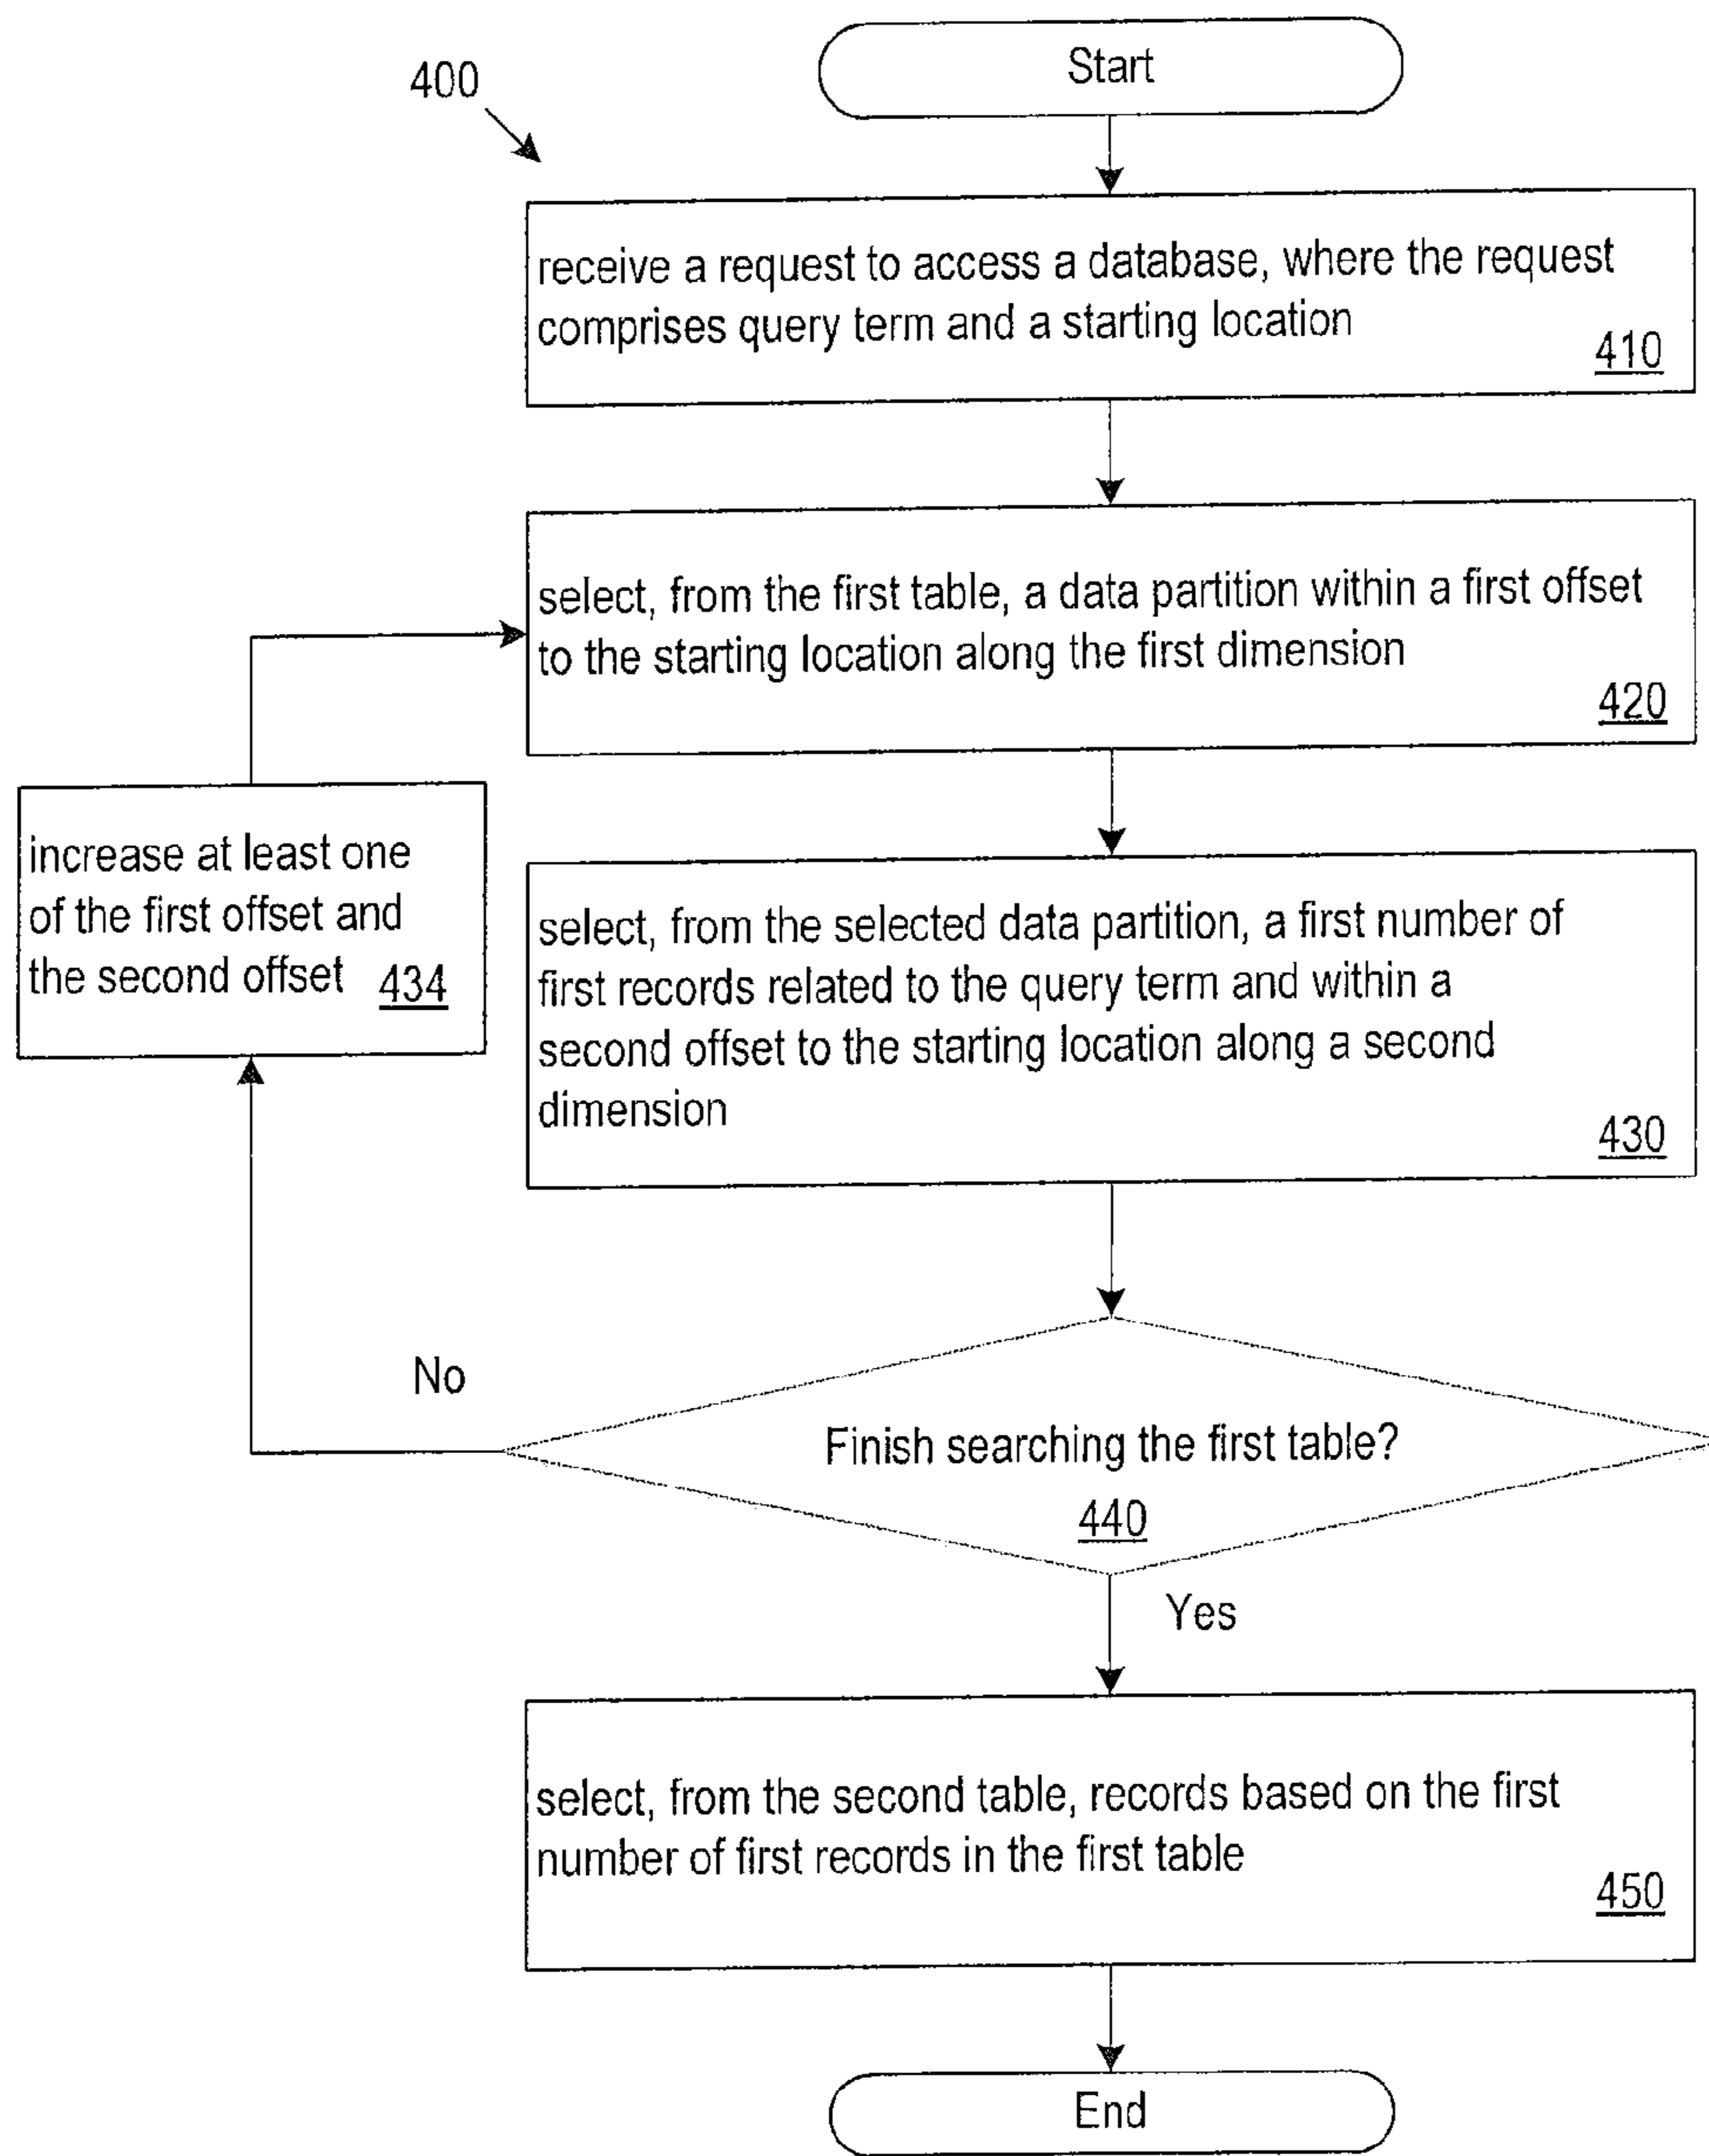 400
Start
receive a request to access a database, where the request
comprises query term and a starting location
410
select, from the first table, a data partition within a first offset
to the starting location along the first dimension
420
increase at least one
of the first offset and
the second offset 434
select, from the selected data partition, a first number of
first records related to the query term and within a
second offset to the starting location along a second
dimension
430
No
Finish searching the first table?
440
Yes
select, from the second table, records based on the first
number of first records in the first table
450
End